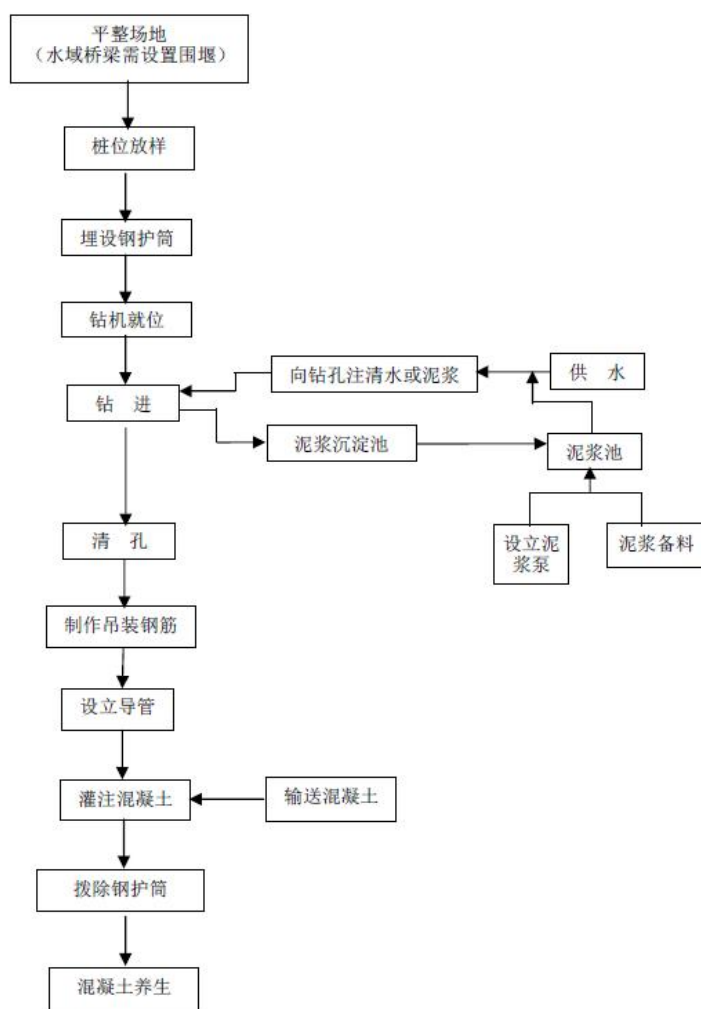 平整场地
（水域桥梁需设置围堰）
桩位放样
埋设钢护筒
钻机就位
向钻孔注清水或泥浆
供 水
钻 进
泥浆沉淀池
泥浆池
清 孔
设立泥
浆泵
泥浆备料
制作吊装钢筋
设立导管
灌注混凝土
输送混凝土
拨除钢护筒
混凝土养生